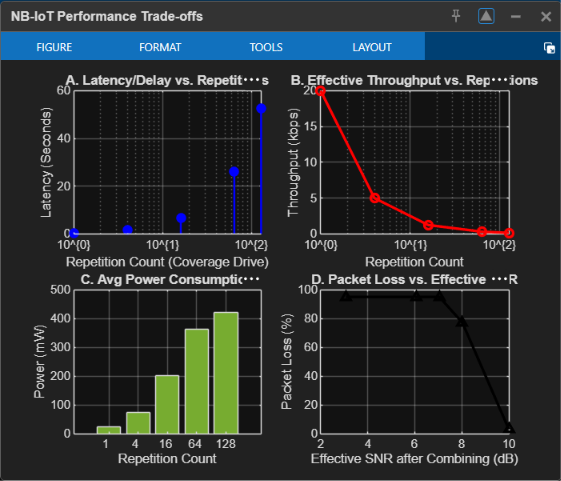 NB-IoT Performance Trade-offs
FIGURE FORMAT TOOLS LAYOUT
A. Latency/Delay vs. Repetit···s
60
40
20
0
Latency (Seconds)
10^{0} 10^{1} 10^{2}
Repetition Count (Coverage Drive)
B. Effective Throughput vs. Rep···ions
20
15
10
5
0
Throughput (kbps)
10^{0} 10^{1} 10^{2}
Repetition Count
C. Avg Power Consumptic···
500
400
300
200
100
0
Power (mW)
1 4 16 64 128
Repetition Count
D. Packet Loss vs. Effective ···R
100
80
60
40
20
0
Packet Loss (%)
2 4 6 8 10
Effective SNR after Combining (dB)